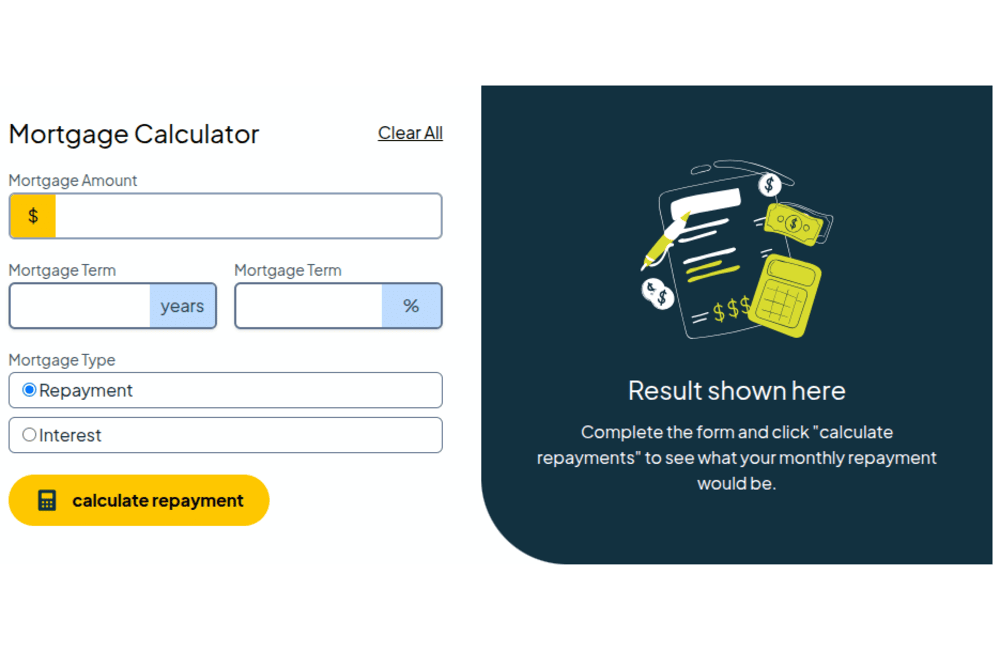 Mortgage Calculator
Clear All
Mortgage Amount
$
Mortgage Term
Mortgage Term
years
%
Mortgage Type
Repayment
Interest
calculate repayment
$
$
$
$
$$$
Result shown here
Complete the form and click "calculate
repayments" to see what your monthly repayment
would be.